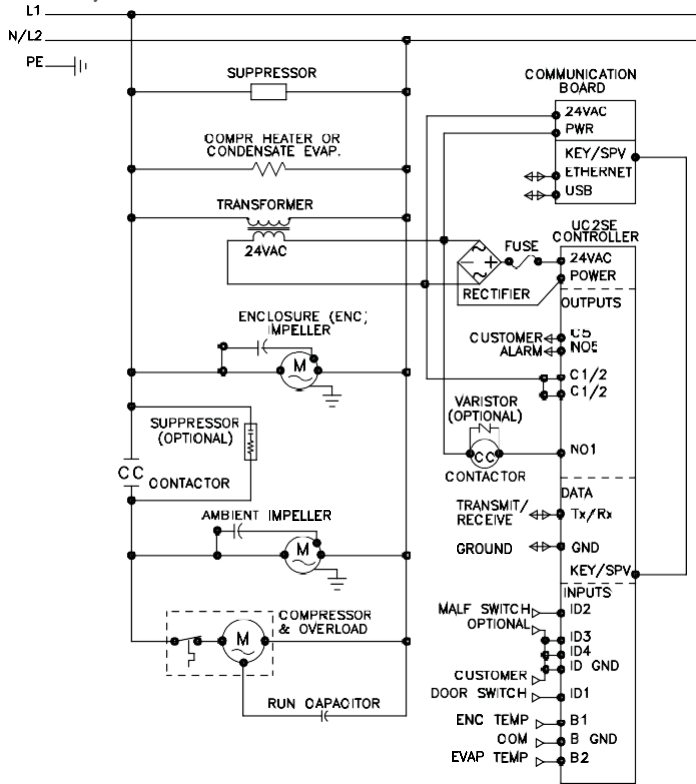 L1
N/L2
PE
SUPPRESSOR
COMMUNICATION
BOARD
24VAC
PWR
KEY/SPV
ETHERNET
USB
COMPR HEATER OR
CONDENSATE EVAP.
TRANSFORMER
24VAC
UC2SE
CONTROLLER
FUSE
24VAC
POWER
RECTIFIER
OUTPUTS
ENCLOSURE (ENC)
IMPELLER
M
CUSTOMER
ALARM
C5
NO5
C1/2
C1/2
SUPPRESSOR
(OPTIONAL)
VARISTOR
(OPTIONAL)
CC
CONTACTOR
CC
CONTACTOR
NO1
DATA
TRANSMIT/
RECEIVE
Tx/Rx
GROUND
GND
KEY/SPV
AMBIENT IMPELLER
M
INPUTS
COMPRESSOR
& OVERLOAD
M
RUN CAPACITOR
MALF SWITCH
OPTIONAL
ID2
ID3
ID4
ID GND
CUSTOMER
DOOR SWITCH
ID1
ENC TEMP
B1
COM
B GND
EVAP TEMP
B2